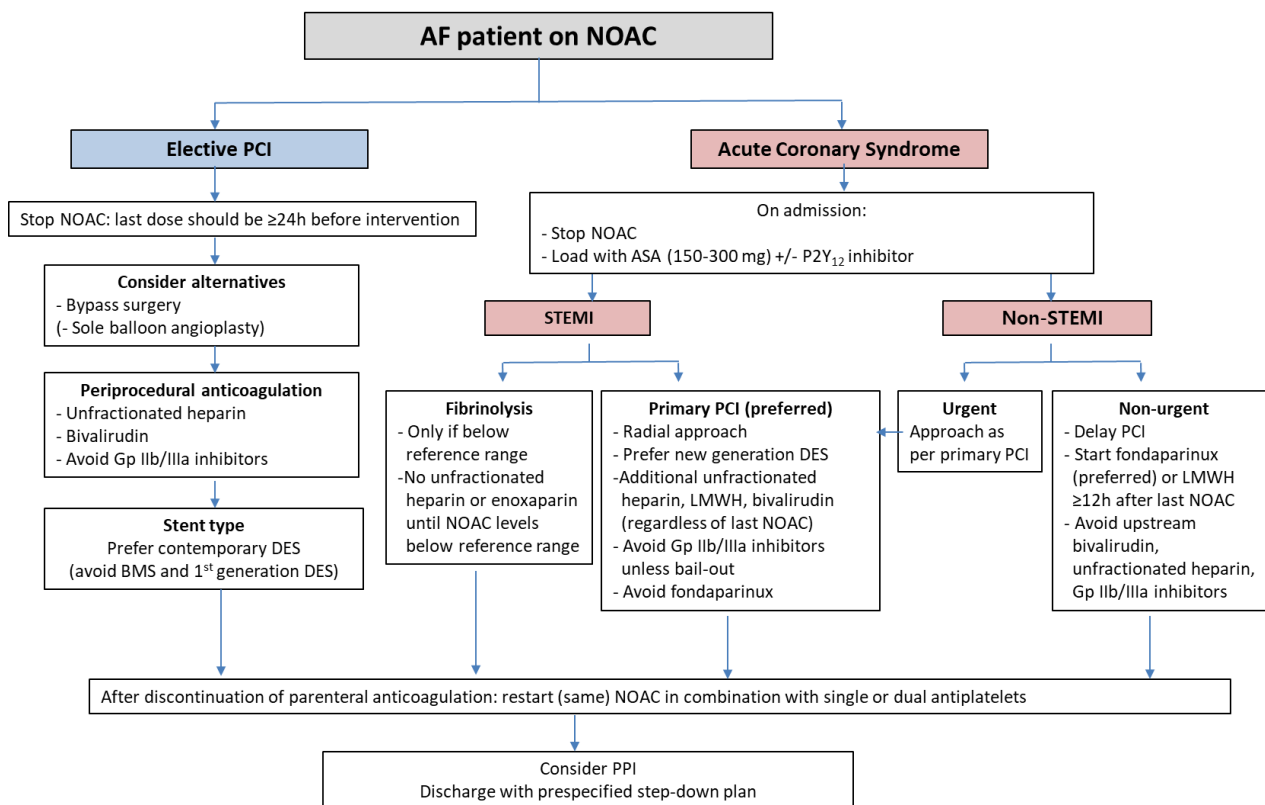 AF patient on NOAC
Elective PCI
Stop NOAC: last dose should be ≥24h before intervention
Consider alternatives
- Bypass surgery
(- Sole balloon angioplasty)
Periprocedural anticoagulation
- Unfractionated heparin
- Bivalirudin
- Avoid Gp IIb/IIIa inhibitors
Stent type
Prefer contemporary DES
(avoid BMS and 1st generation DES)
Acute Coronary Syndrome
On admission:
- Stop NOAC
- Load with ASA (150-300 mg) +/- P2Y12 inhibitor
STEMI
Fibrinolysis
- Only if below
reference range
-No unfractionated
heparin or enoxaparin
until NOAC levels
below reference range
Primary PCI (preferred)
- Radial approach
- Prefer new generation DES
-Additional unfractionated
heparin, LMWH, bivalirudin
(regardless of last NOAC)
- Avoid Gp IIb/IIIa inhibitors
unless bail-out
- Avoid fondaparinux
Non-STEMI
Urgent
Approach as
per primary PCI
Non-urgent
- Delay PCI
- Start fondaparinux
(preferred) or LMWH
≥12h after last NOAC
- Avoid upstream
bivalirudin,
unfractionated heparin,
Gp IIb/IIIa inhibitors
After discontinuation of parenteral anticoagulation: restart (same) NOAC in combination with single or dual antiplatelets
Consider PPI
Discharge with prespecified step-down plan